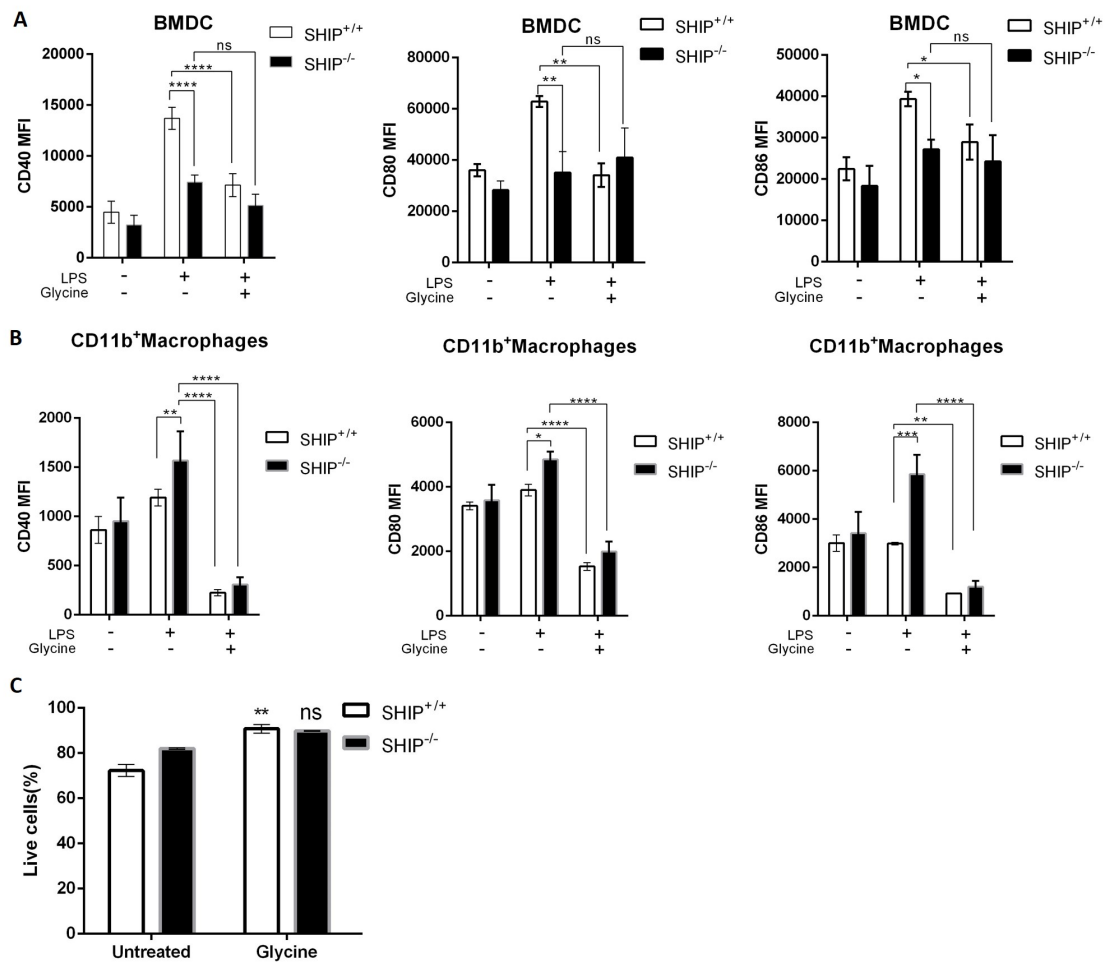 A
BMDC
SHIP+/+
SHIP-/-
CD40 MFI
20000
15000
10000
5000
0
ns
****
****
LPS - + +
Glycine - - +
BMDC
SHIP+/+
SHIP-/-
CD80 MFI
80000
60000
40000
20000
0
ns
**
**
LPS - + +
Glycine - - +
BMDC
SHIP+/+
SHIP-/-
CD86 MFI
50000
40000
30000
20000
10000
0
ns
*
*
LPS - + +
Glycine - - +
B
CD11b+Macrophages
SHIP+/+
SHIP-/-
CD40 MFI
2000
1500
1000
500
0
****
****
**
LPS - + +
Glycine - - +
CD11b+Macrophages
SHIP+/+
SHIP-/-
CD80 MFI
6000
4000
2000
0
****
****
*
LPS - + +
Glycine - - +
CD11b+Macrophages
SHIP+/+
SHIP-/-
CD86 MFI
8000
6000
4000
2000
0
****
**
***
LPS - + +
Glycine - - +
C
SHIP+/+
SHIP-/-
Live cells(%)
100
80
60
40
20
0
** ns
Untreated Glycine